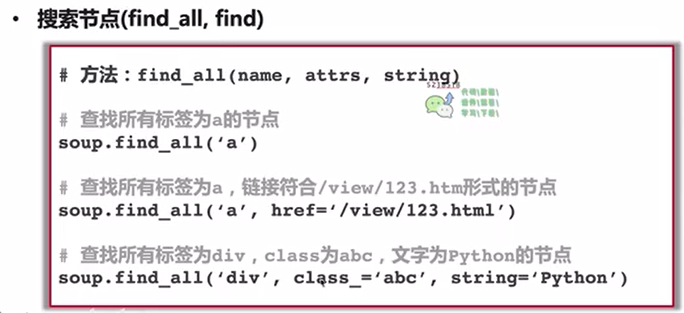 • 搜索节点(find_all, find)
# 方法：find_all(name, attrs, string)
# 查找所有标签为a的节点
soup.find_all(‘a’)
# 查找所有标签为a，链接符合/view/123.htm形式的节点
soup.find_all(‘a’, href=‘/view/123.html’)
# 查找所有标签为div，class为abc，文字为Python的节点
soup.find_all(‘div’, class_=‘abc’, string=‘Python’)